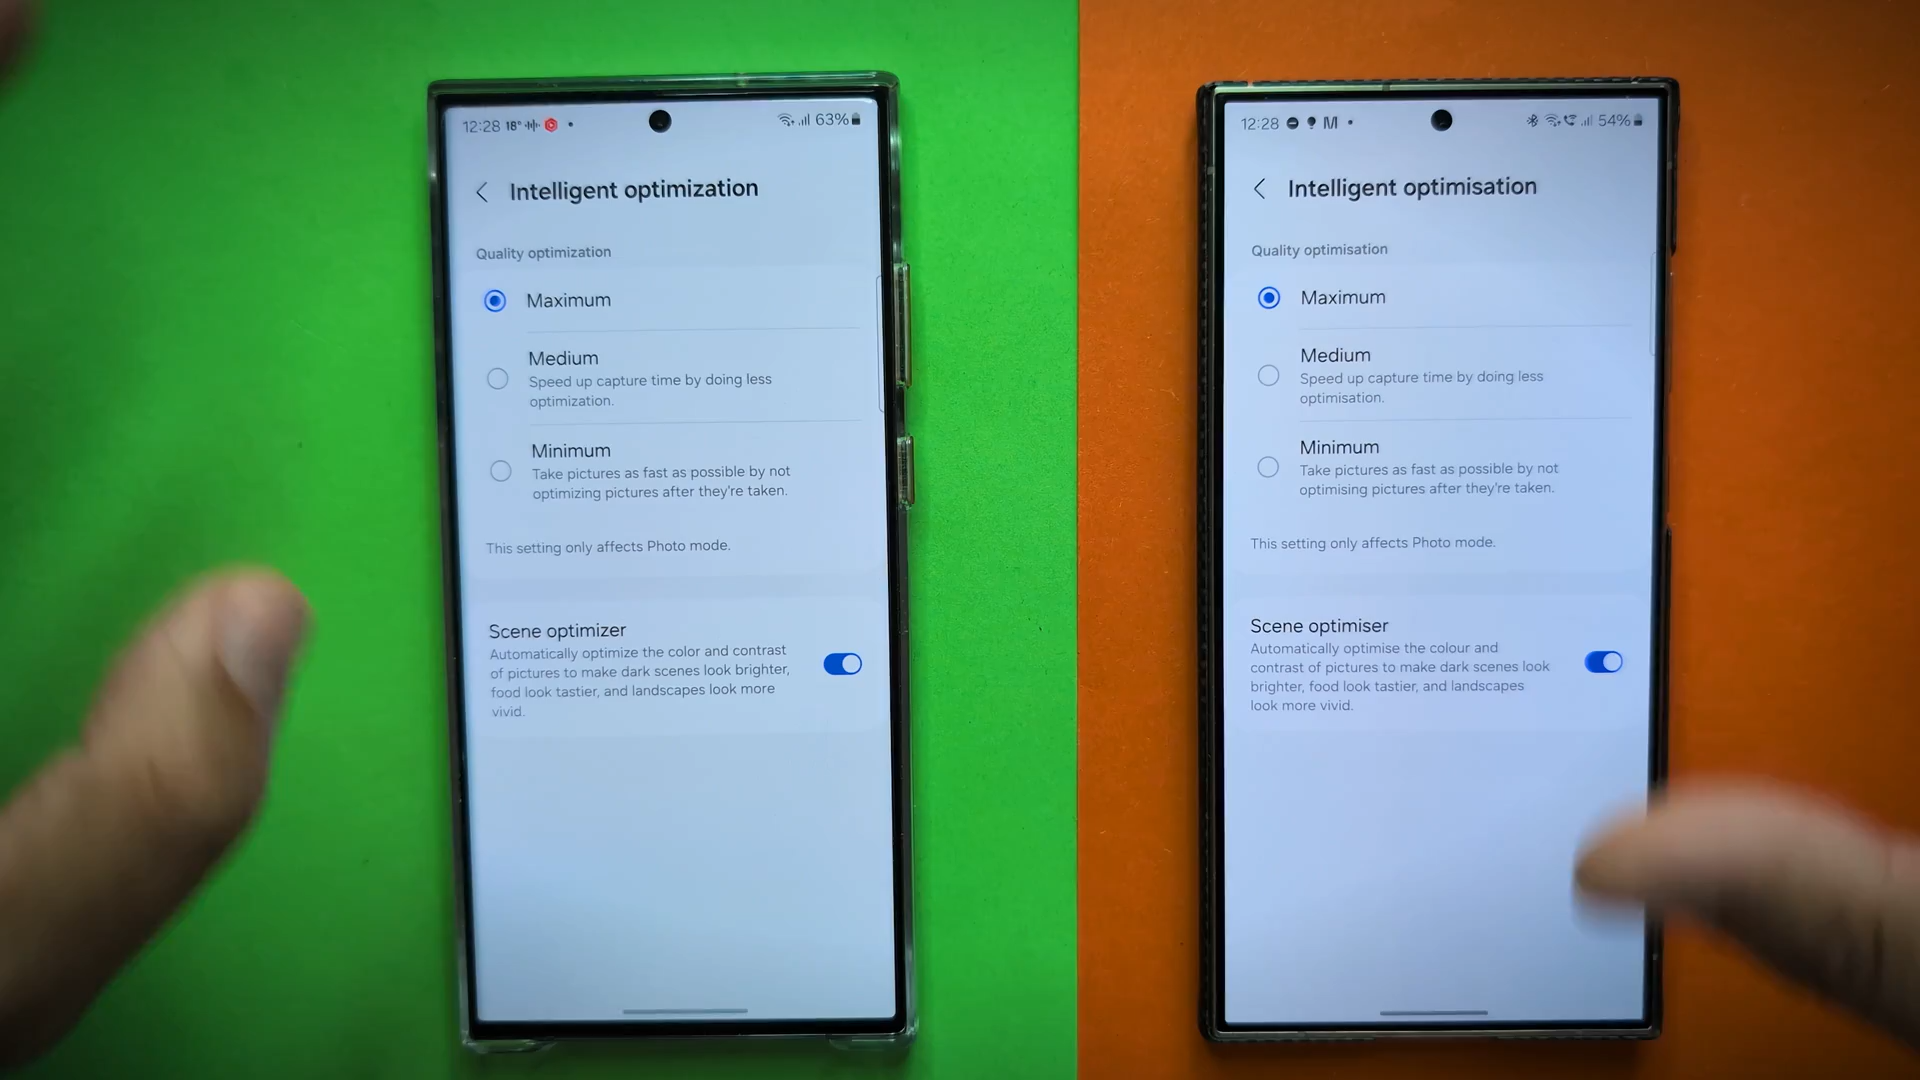 12:28 18°
63%
Intelligent optimization
Quality optimization
Maximum
Medium
Speed up capture time by doing less
optimization.
Minimum
Take pictures as fast as possible by not
optimizing pictures after they're taken.
This setting only affects Photo mode.
Scene optimizer
Automatically optimize the color and contrast
of pictures to make dark scenes look brighter,
food look tastier, and landscapes look more
vivid.
12:28 M
54%
Intelligent optimisation
Quality optimisation
Maximum
Medium
Speed up capture time by doing less
optimisation.
Minimum
Take pictures as fast as possible by not
optimising pictures after they're taken.
This setting only affects Photo mode.
Scene optimiser
Automatically optimise the colour and
contrast of pictures to make dark scenes look
brighter, food look tastier, and landscapes
look more vivid.